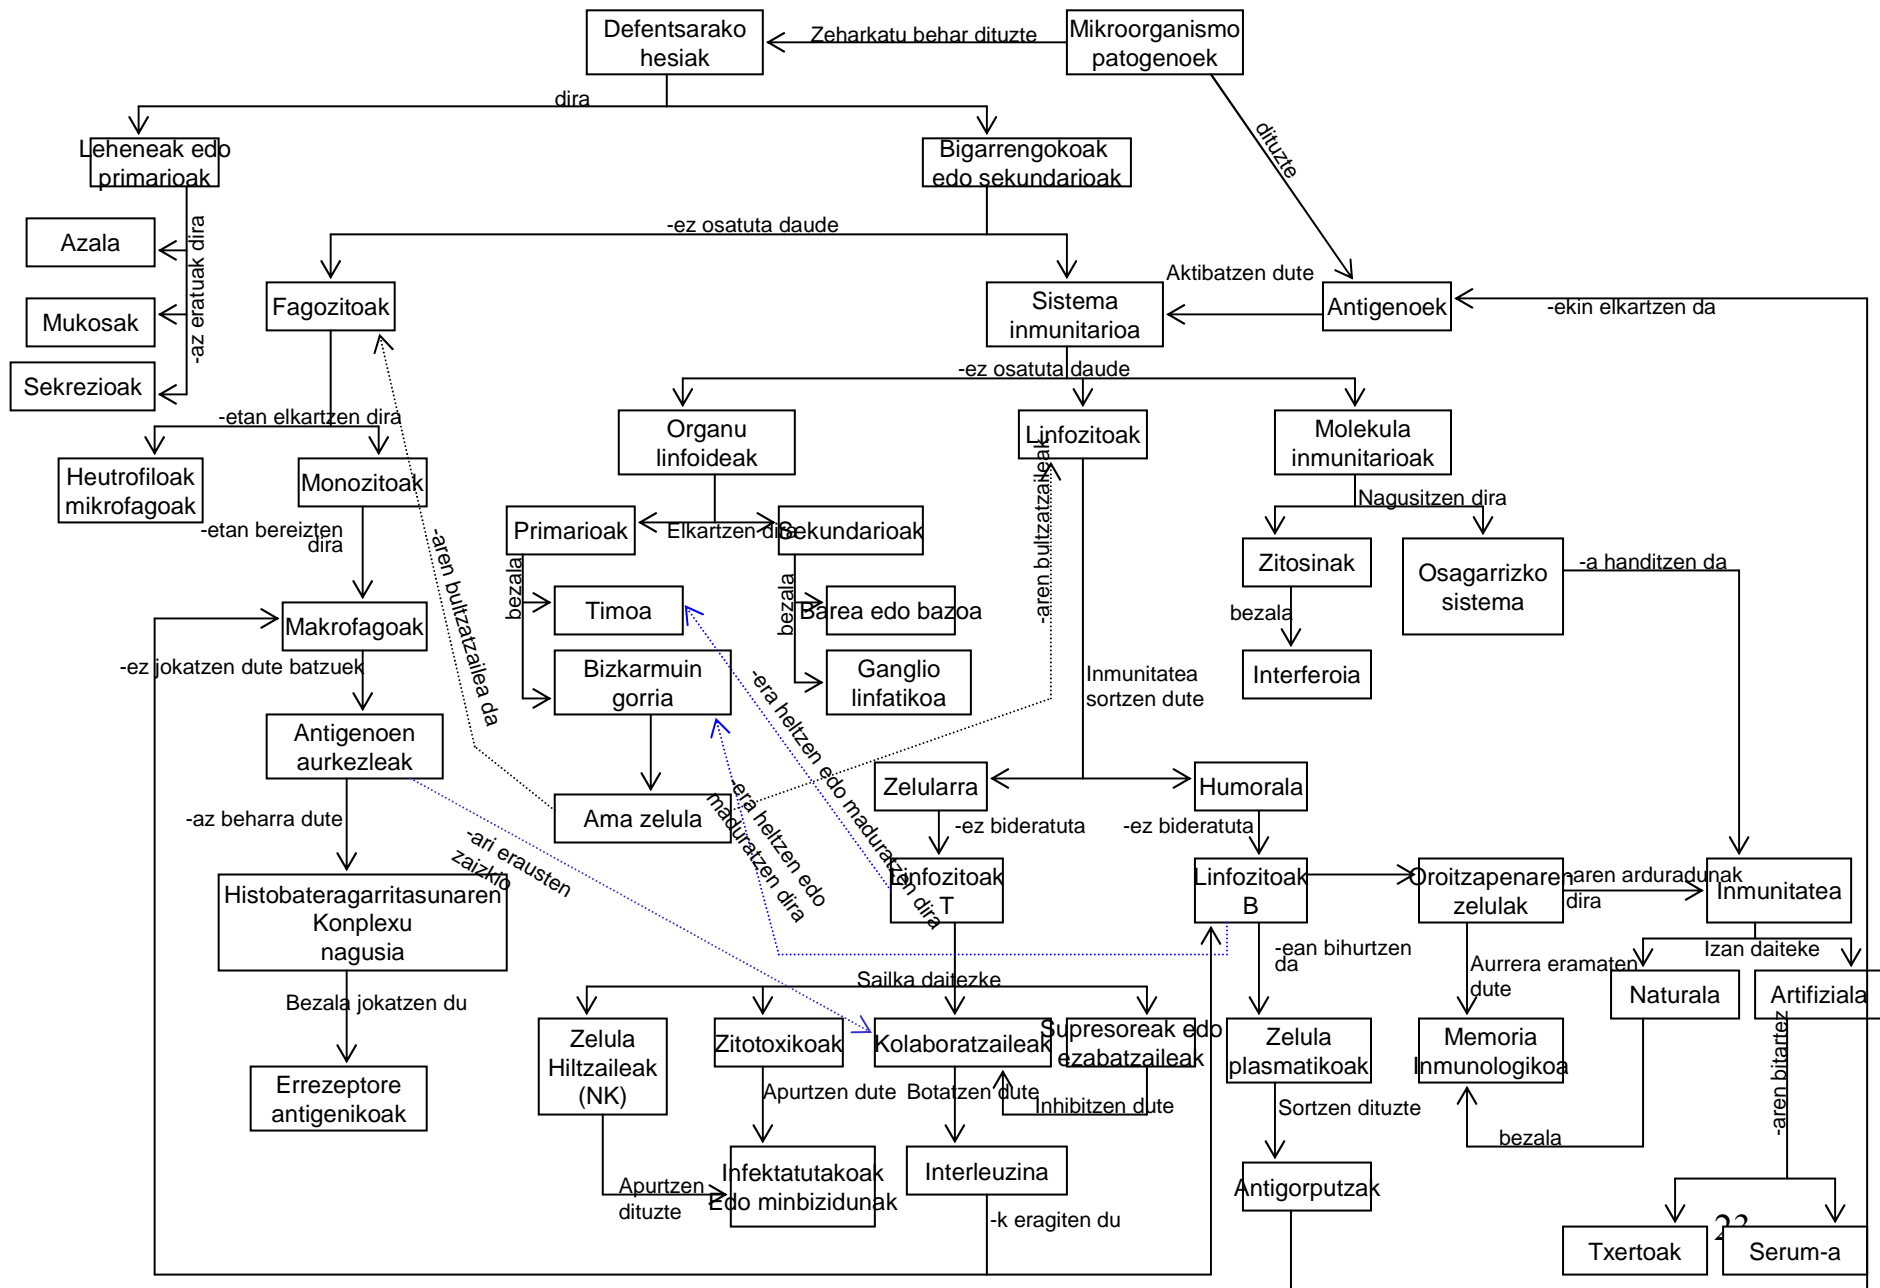 Defentsarako
hesiak
Zeharkatu behar dituzte
Mikroorganismo
patogenoek
dira
dituzte
Leheneak edo
primarioak
Bigarrengokoak
edo sekundarioak
-az eratuak dira
Azala
Mukosak
Sekrezioak
-ez osatuta daude
Fagozitoak
Sistema
inmunitarioa
Aktibatzen dute
Antigenoek
-ekin elkartzen da
-ez osatuta daude
-etan elkartzen dira
Organu
linfoideak
Linfozitoak
Molekula
inmunitarioak
Heutrofiloak
mikrofagoak
Monozitoak
Nagusitzen dira
-etan bereizten
dira
-aren bultzatzailea da
Primarioak
Elkartzen dira
Sekundarioak
-aren bultzatzaileak
Zitosinak
Osagarrizko
sistema
-a handitzen da
bezala
Timoa
bezala
Barea edo bazoa
bezala
Makrofagoak
-ez jokatzen dute batzuek
Bizkarmuin
gorria
Ganglio
linfatikoa
Interferoia
Inmunitatea
sortzen dute
-era heltzen edo maduratzen dira
Antigenoen
aurkezleak
Zelularra
Humorala
-az beharra dute
Ama zelula
-era heltzen edo
maduratzen dira
-ez bideratuta
-ez bideratuta
-ari erausten
zaizkio
Histobateragarritasunaren
Konplexu
nagusia
Linfozitoak
T
Linfozitoak
B
Oroitzapenaren
zelulak
-aren arduradunak
dira
Inmunitatea
-ean bihurtzen
da
Aurrera eramaten
dute
Izan daiteke
Sailka daitezke
Bezala jokatzen du
Naturala
Artifiziala
Zelula
Hiltzaileak
(NK)
Zitotoxikoak
Kolaboratzaileak
Supresoreak edo
ezabatzaileak
Zelula
plasmatikoak
Memoria
Inmunologikoa
-aren bitartez
Errezeptore
antigenikoak
Apurtzen dute
Botatzen dute
Inhibitzen dute
Sortzen dituzte
bezala
Apurtzen
dituzte
Infektatutakoak
Edo minbizidunak
Interleuzina
Antigorputzak
-k eragiten du
Txertoak
23
Serum-a